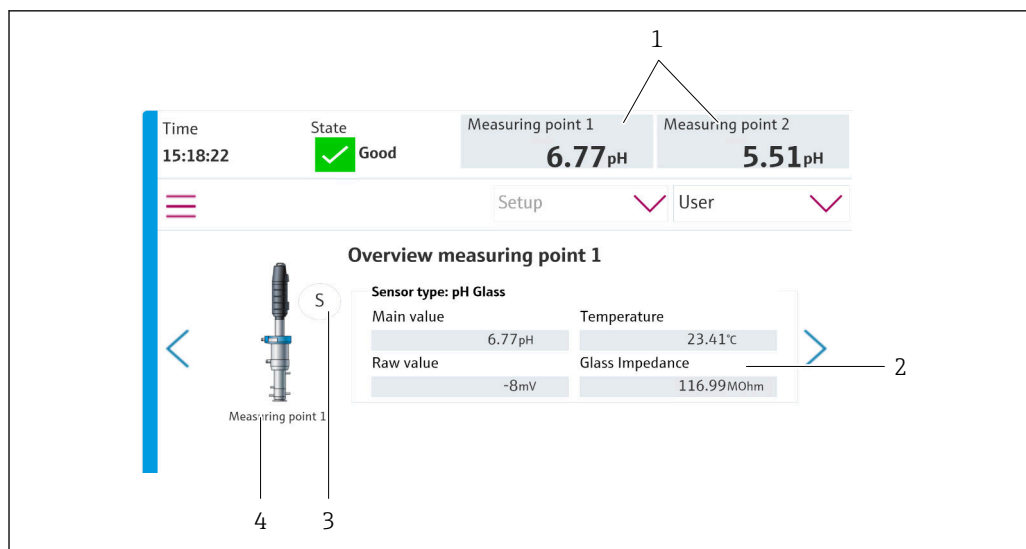 1
Time
State
Measuring point 1
Measuring point 2
15:18:22
Good
6.77pH
5.51pH
Setup
User
Overview measuring point 1
S
Sensor type: pH Glass
Main value
Temperature
6.77pH
23.41°C
Raw value
Glass Impedance
2
-8mV
116.99MOhm
Measuring point 1
4
3